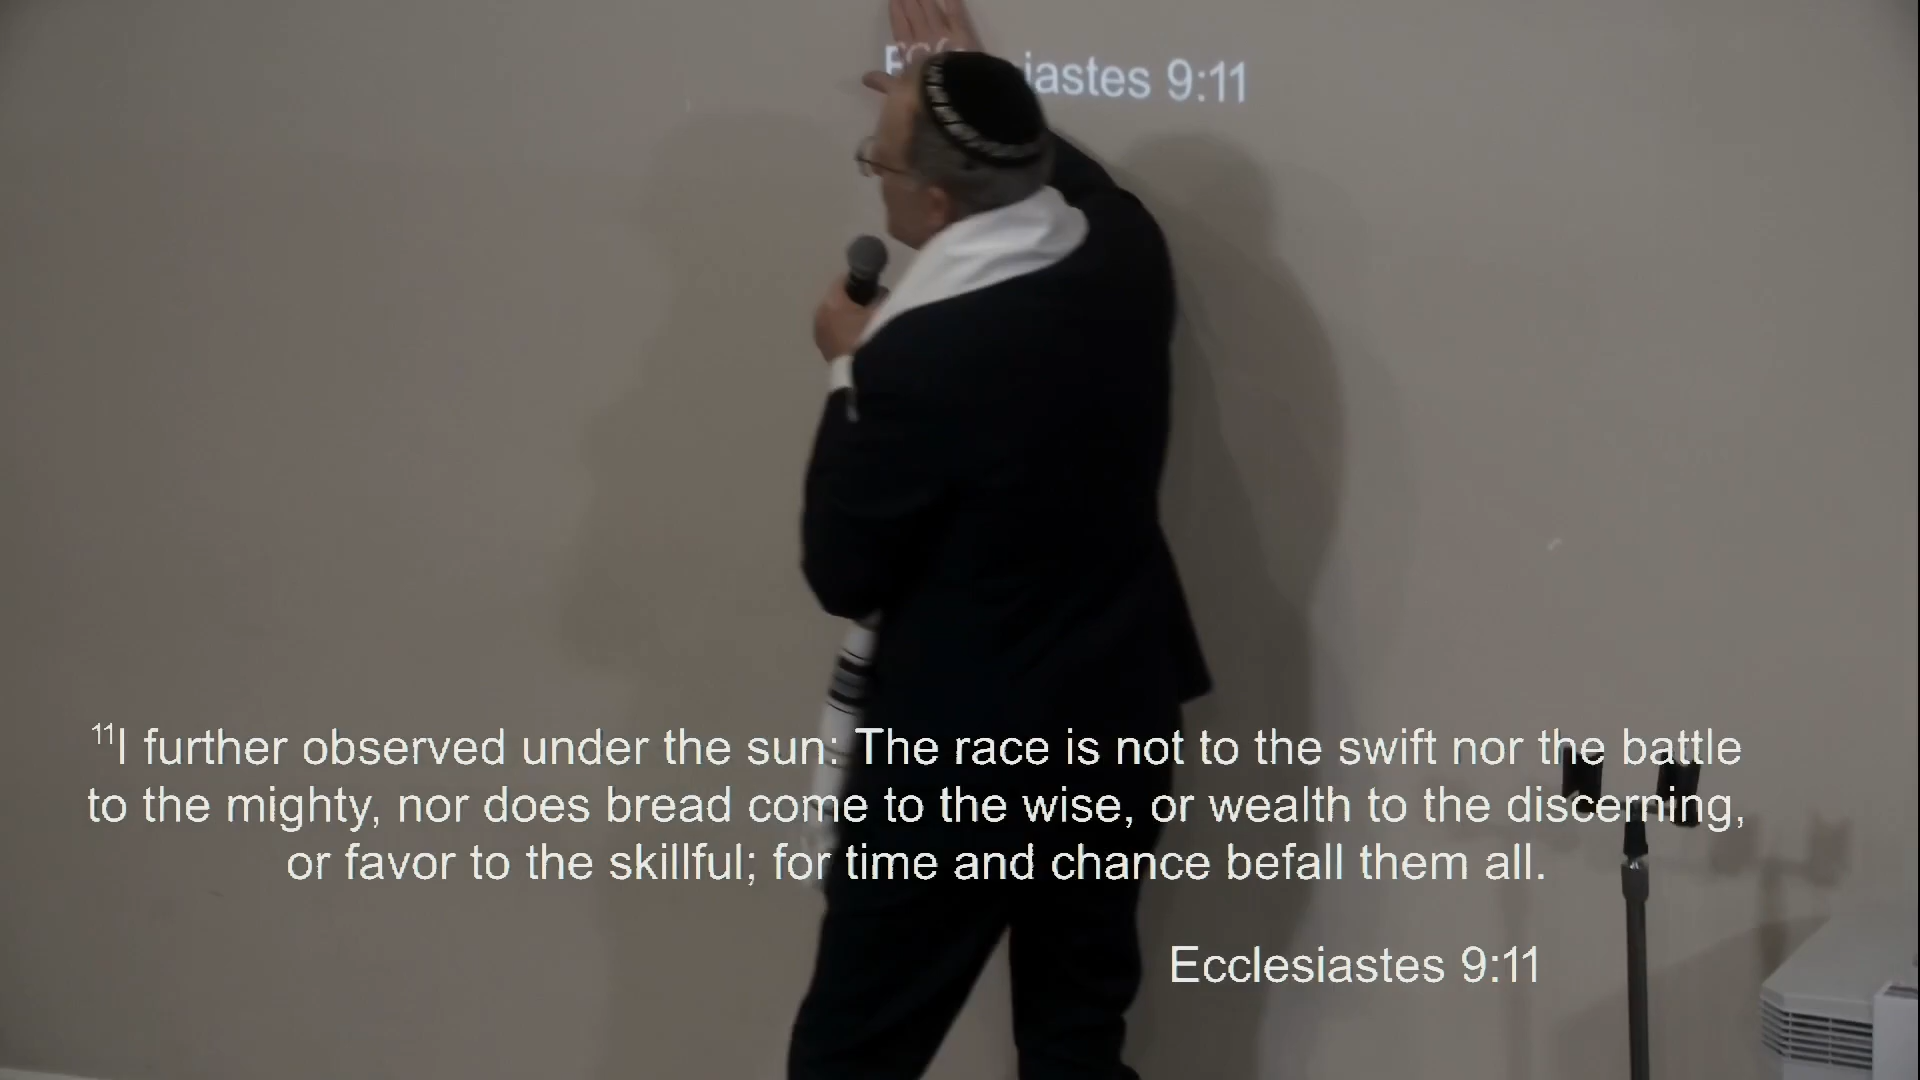 iastes 9:11
11I further observed under the sun: The race is not to the swift nor the battle
to the mighty, nor does bread come to the wise, or wealth to the discerning,
or favor to the skillful; for time and chance befall them all.
Ecclesiastes 9:11